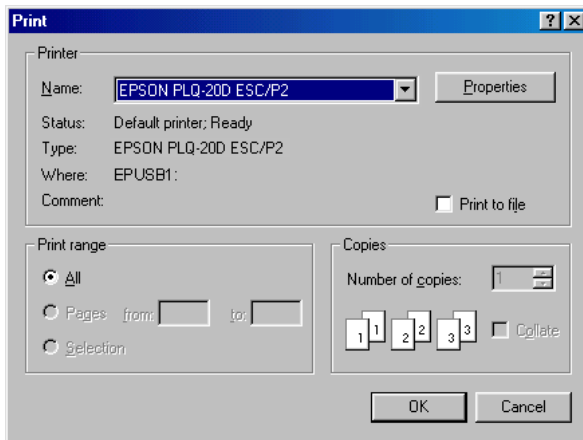 Print
Printer
Name: EPSON PLQ-20D ESC/P2 Properties
Status: Default printer; Ready
Type: EPSON PLQ-20D ESC/P2
Where: EPUSB1:
Comment: Print to file
Print range
All
Pages from: to:
Selection
Copies
Number of copies: 1
1 1 2 2 3 3 Collate
OK Cancel